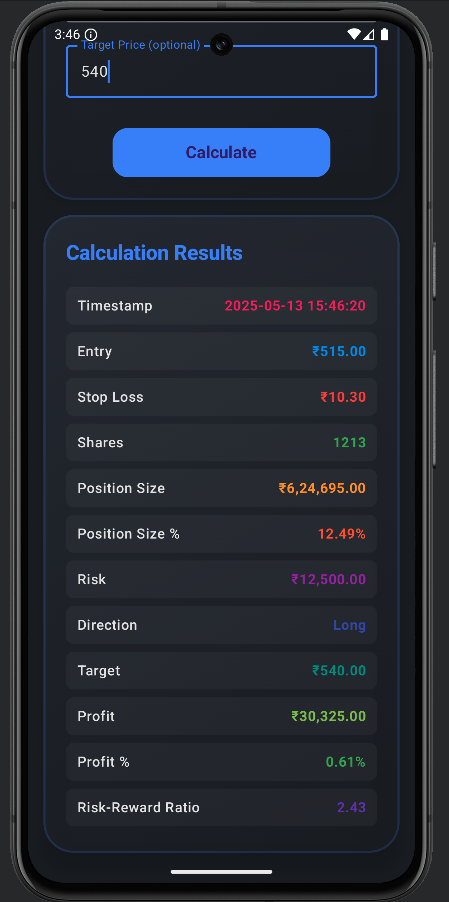 3:46
Target Price (optional)
540
Calculate
Calculation Results
Timestamp 2025-05-13 15:46:20
Entry ₹515.00
Stop Loss ₹10.30
Shares 1213
Position Size ₹6,24,695.00
Position Size % 12.49%
Risk ₹12,500.00
Direction Long
Target ₹540.00
Profit ₹30,325.00
Profit % 0.61%
Risk-Reward Ratio 2.43